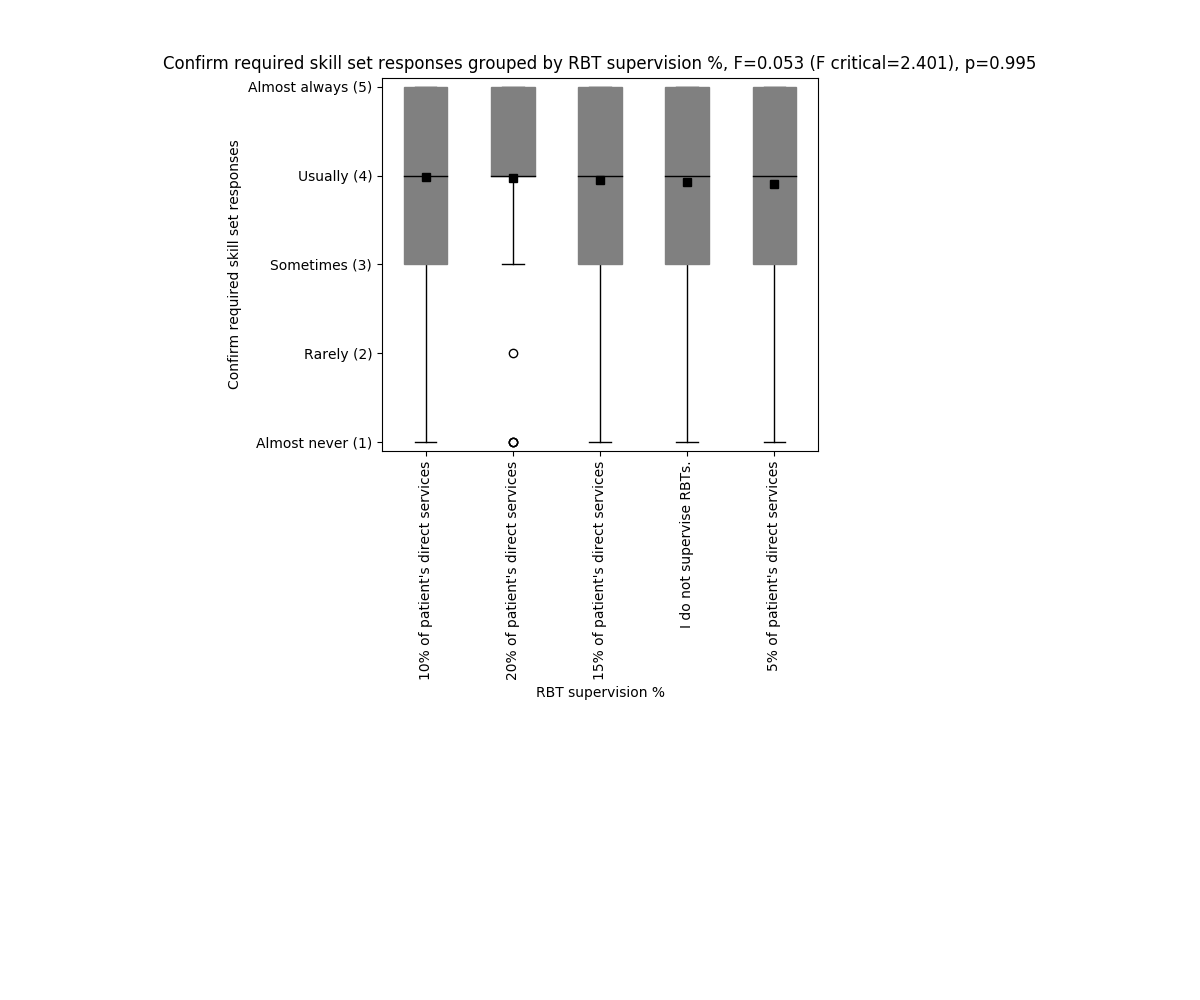 Confirm required skill set responses grouped by RBT supervision %, F=0.053 (F critical=2.401), p=0.995
Confirm required skill set responses
Almost always (5)
Usually (4)
Sometimes (3)
Rarely (2)
Almost never (1)
10% of patient's direct services
20% of patient's direct services
15% of patient's direct services
I do not supervise RBTs.
5% of patient's direct services
RBT supervision %